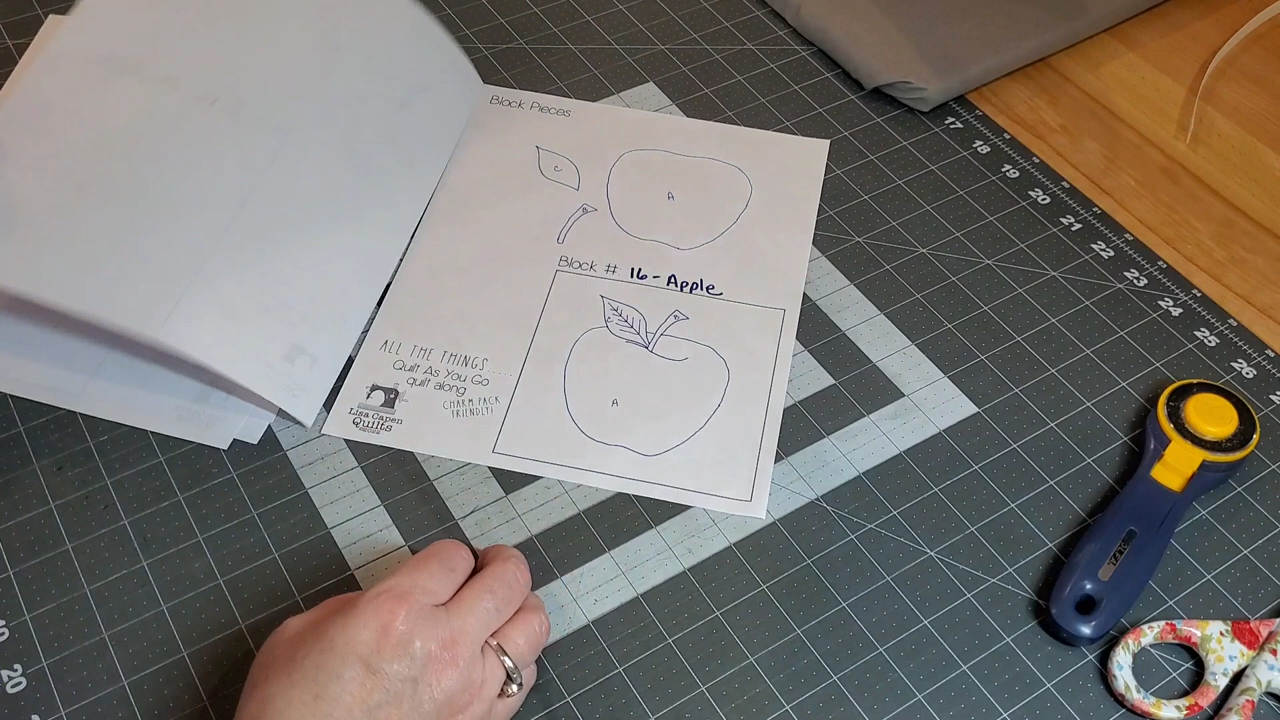 Block Pieces
C
A
B
Block # 16 - Apple
C
B
A
ALL THE THINGS.....
Quilt As You Go
quilt along
CHARM PACK
FRIENDLY!
Lisa Capen
Quilts
17
18
19
20
21
22
23
24
25
26
OLFA
20